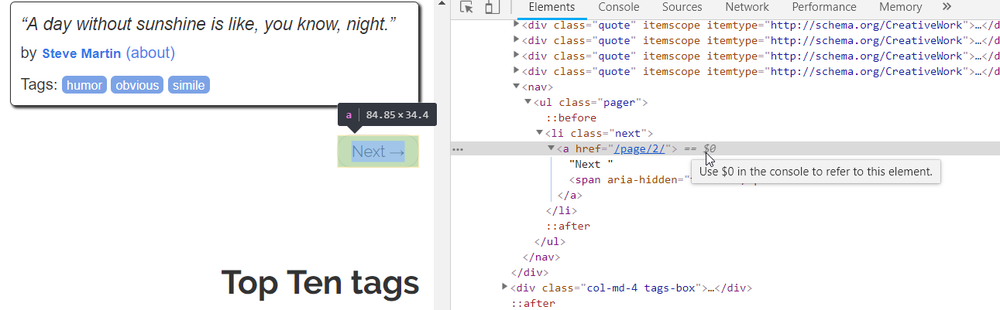 “A day without sunshine is like, you know, night.”
by Steve Martin (about)
Tags: humor obvious simile
a 84.85 × 34.4
Next →
Top Ten tags
Elements Console Sources Network Performance Memory »
<div class="quote" itemscope itemtype="http://schema.org/CreativeWork">…</d
<div class="quote" itemscope itemtype="http://schema.org/CreativeWork">…</d
<div class="quote" itemscope itemtype="http://schema.org/CreativeWork">…</d
<div class="quote" itemscope itemtype="http://schema.org/CreativeWork">…</d
<nav>
<ul class="pager">
::before
<li class="next">
<a href="/page/2/"> == $0
"Next "
<span aria-hidden="
Use $0 in the console to refer to this element.
</a>
</li>
::after
</ul>
</nav>
</div>
<div class="col-md-4 tags-box">…</div>
::after